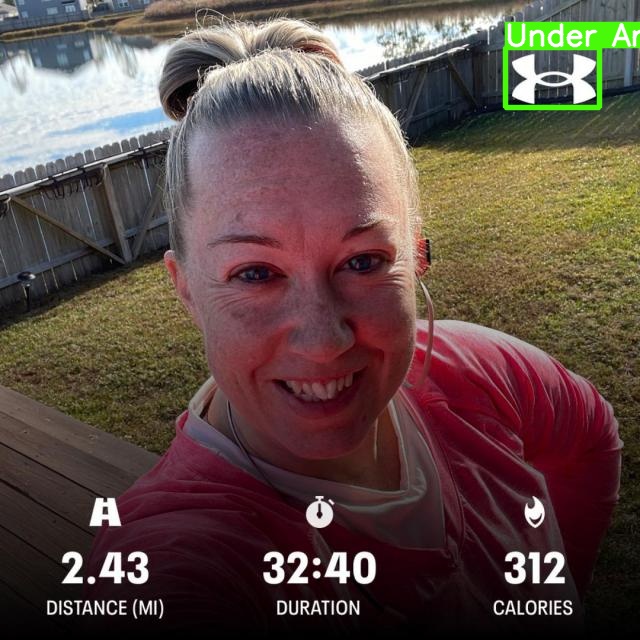 Under Ar
2.43
32:40
312
DISTANCE (MI)
DURATION
CALORIES